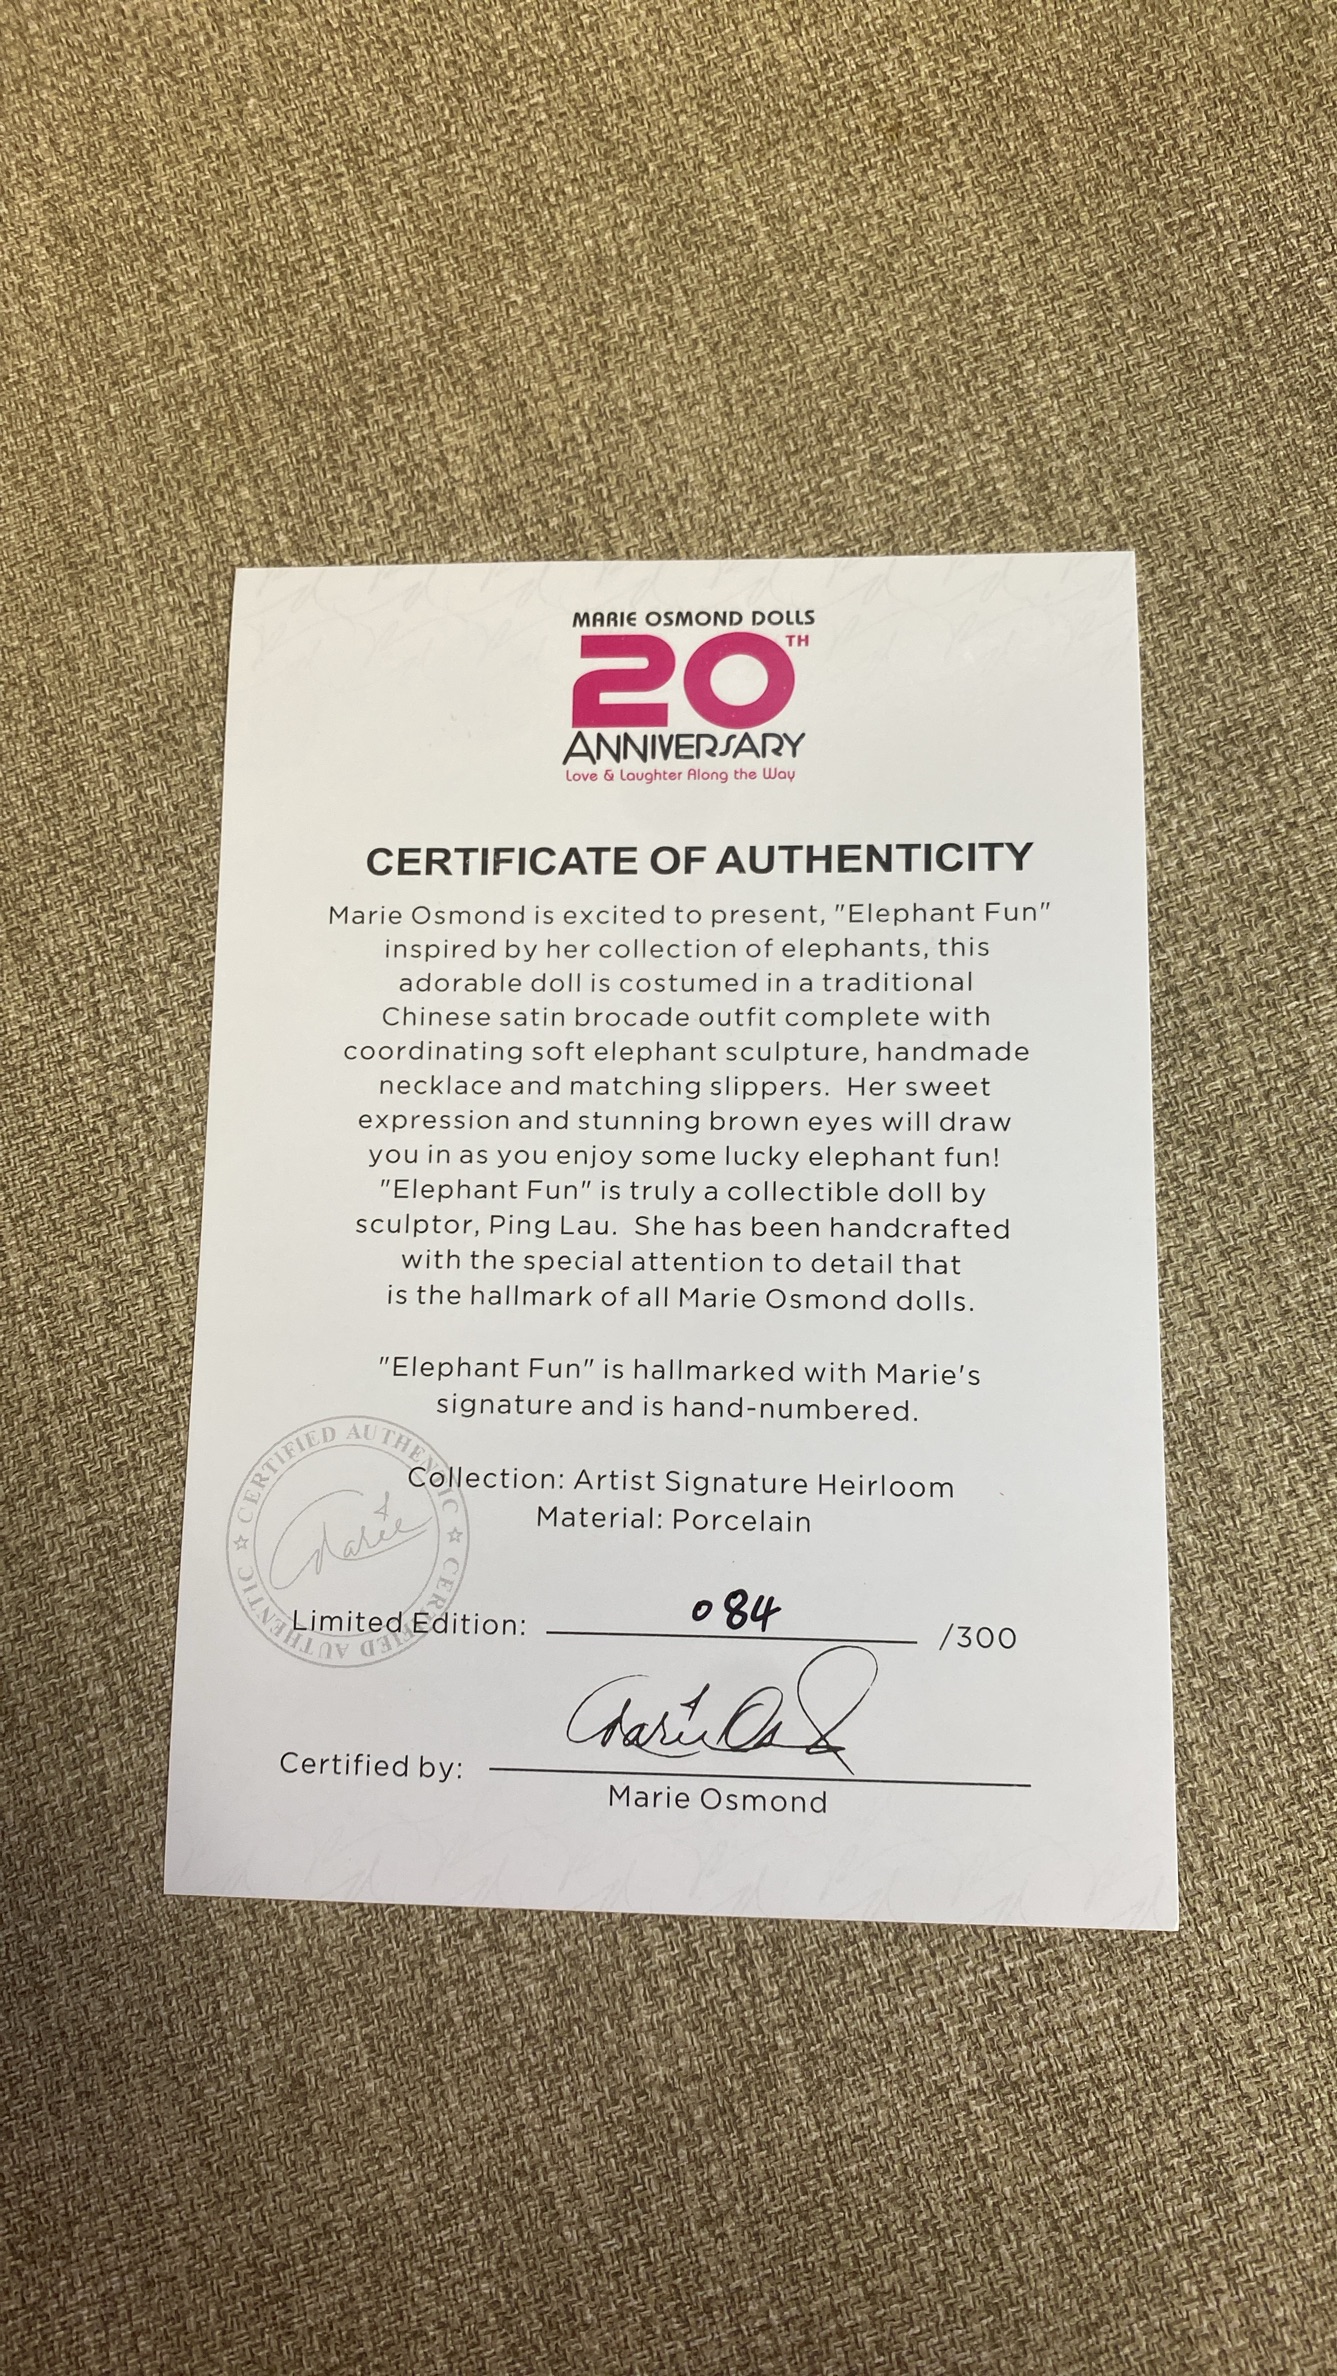 MARIE OSMOND DOLLS
20TH
ANNIVERSARY
Love & Laughter Along the Way
CERTIFICATE OF AUTHENTICITY
Marie Osmond is excited to present, "Elephant Fun"
inspired by her collection of elephants, this
adorable doll is costumed in a traditional
Chinese satin brocade outfit complete with
coordinating soft elephant sculpture, handmade
necklace and matching slippers. Her sweet
expression and stunning brown eyes will draw
you in as you enjoy some lucky elephant fun!
"Elephant Fun" is truly a collectible doll by
sculptor, Ping Lau. She has been handcrafted
with the special attention to detail that
is the hallmark of all Marie Osmond dolls.
"Elephant Fun" is hallmarked with Marie's
signature and is hand-numbered.
CERTIFIED AUTHENTIC ☆ CERTIFIED AUTHENTIC ☆
Marie
Collection: Artist Signature Heirloom
Material: Porcelain
Limited Edition: 084 /300
Certified by: Marie Osmond
Marie Osmond